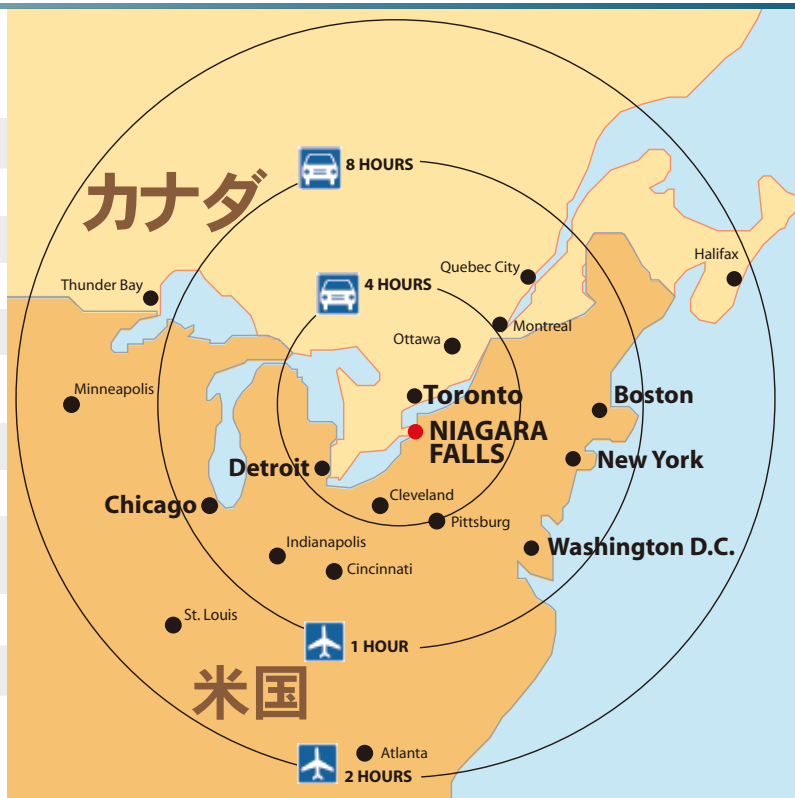 8 HOURS
カナダ
Halifax
Quebec City
Thunder Bay
4 HOURS
Montreal
Ottawa
Minneapolis
Toronto
Boston
NIAGARA
FALLS
New York
Detroit
Cleveland
Chicago
Pittsburg
Indianapolis
Washington D.C.
Cincinnati
St. Louis
1 HOUR
米国
Atlanta
2 HOURS